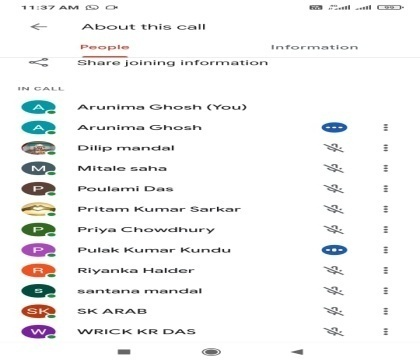 11:37 AM
About this call
People Information
Share joining information
IN CALL
A Arunima Ghosh (You)
A Arunima Ghosh
Dilip mandal
M Mitale saha
P Poulami Das
Pritam Kumar Sarkar
P Priya Chowdhury
P Pulak Kumar Kundu
R Riyanka Halder
s santana mandal
SK SK ARAB
W WRICK KR DAS